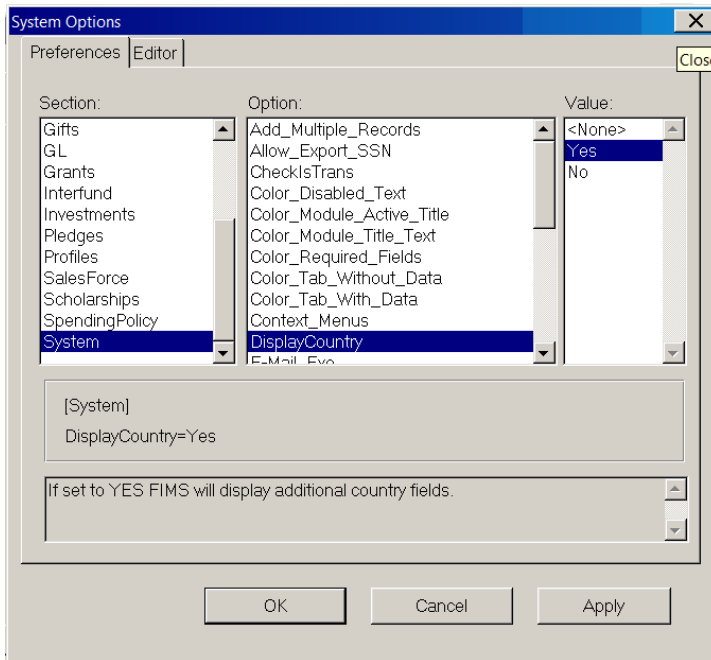 System Options
Preferences
Editor
Close
Section:
Option:
Value:
Gifts
GL
Grants
Interfund
Investments
Pledges
Profiles
SalesForce
Scholarships
SpendingPolicy
System
Add_Multiple_Records
Allow_Export_SSN
CheckIsTrans
Color_Disabled_Text
Color_Module_Active_Title
Color_Module_Title_Text
Color_Required_Fields
Color_Tab_Without_Data
Color_Tab_With_Data
Context_Menus
DisplayCountry
E-Mail_Exe
<None>
Yes
No
[System]
DisplayCountry=Yes
If set to YES FIMS will display additional country fields.
OK
Cancel
Apply